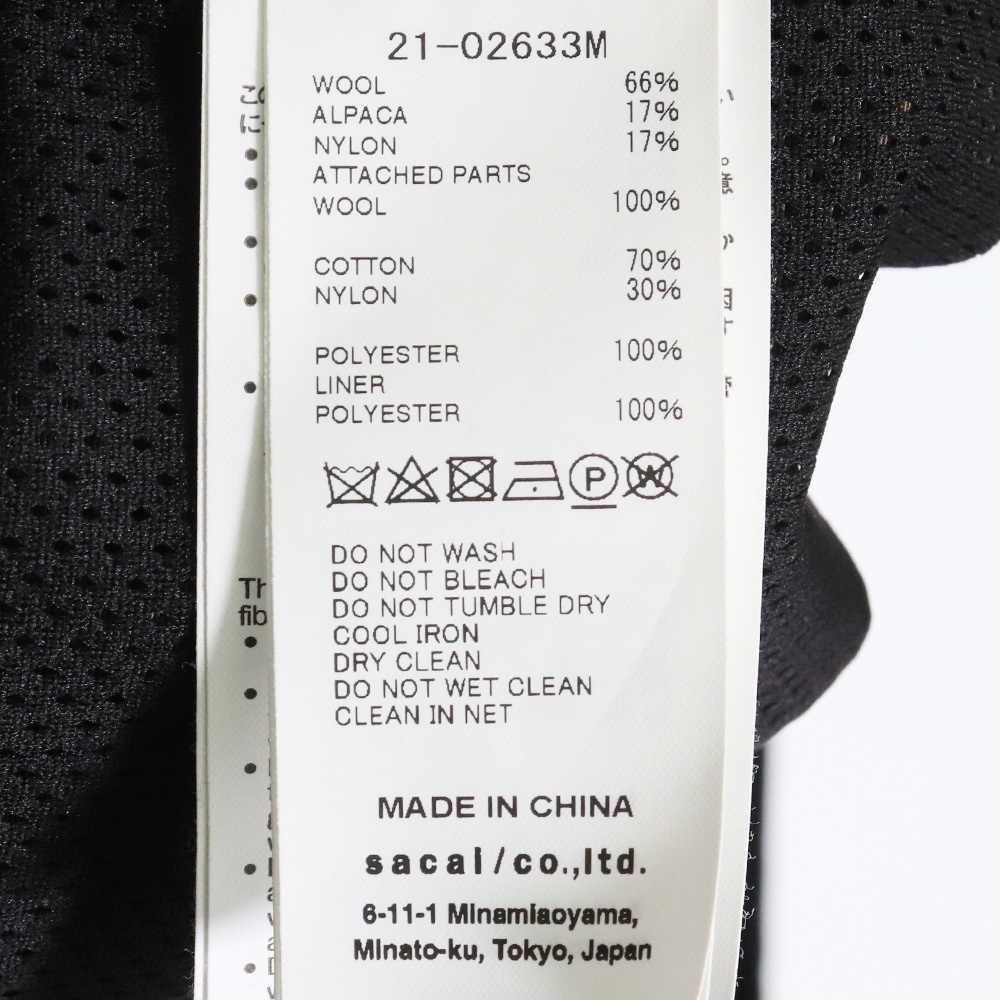 21-02633M
WOOL 66%
ALPACA 17%
NYLON 17%
ATTACHED PARTS
WOOL 100%
COTTON 70%
NYLON 30%
POLYESTER 100%
LINER
POLYESTER 100%
P
W
DO NOT WASH
DO NOT BLEACH
DO NOT TUMBLE DRY
COOL IRON
DRY CLEAN
DO NOT WET CLEAN
CLEAN IN NET
MADE IN CHINA
sacai/co.,ltd.
6-11-1 Minamiaoyama,
Minato-ku, Tokyo, Japan